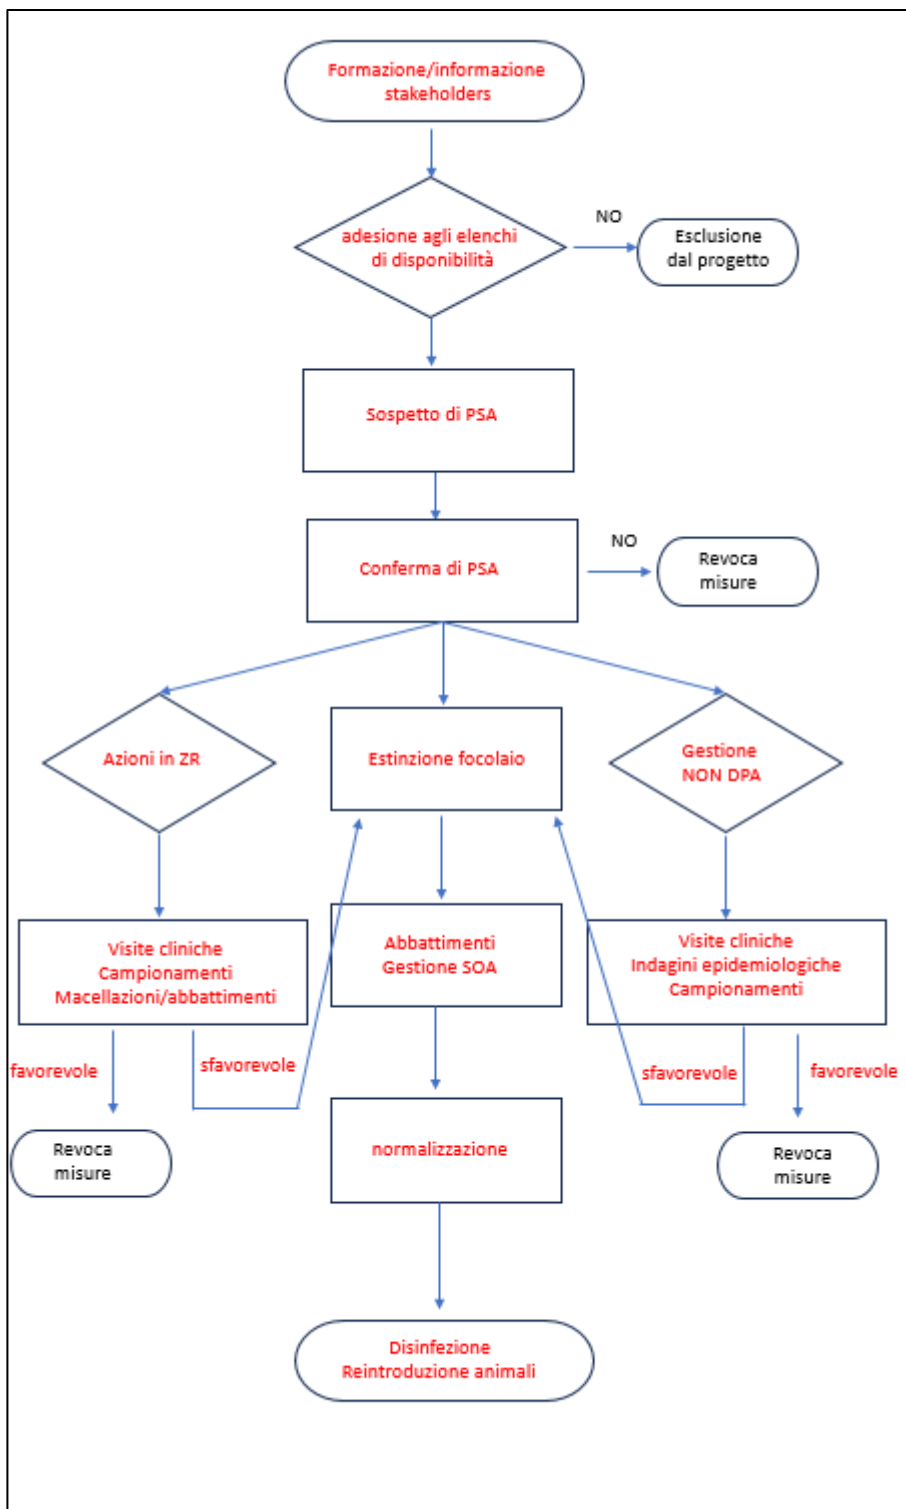 Formazione/informazione
stakeholders
adesione agli elenchi
di disponibilità
NO
Esclusione
dal progetto
Sospetto di PSA
Conferma di PSA
NO
Revoca
misure
Azioni in ZR
Estinzione focolaio
Gestione
NON DPA
Visite cliniche
Campionamenti
Macellazioni/abbattimenti
Abbattimenti
Gestione SOA
Visite cliniche
Indagini epidemiologiche
Campionamenti
favorevole
sfavorevole
sfavorevole
favorevole
Revoca
misure
normalizzazione
Revoca
misure
Disinfezione
Reintroduzione animali